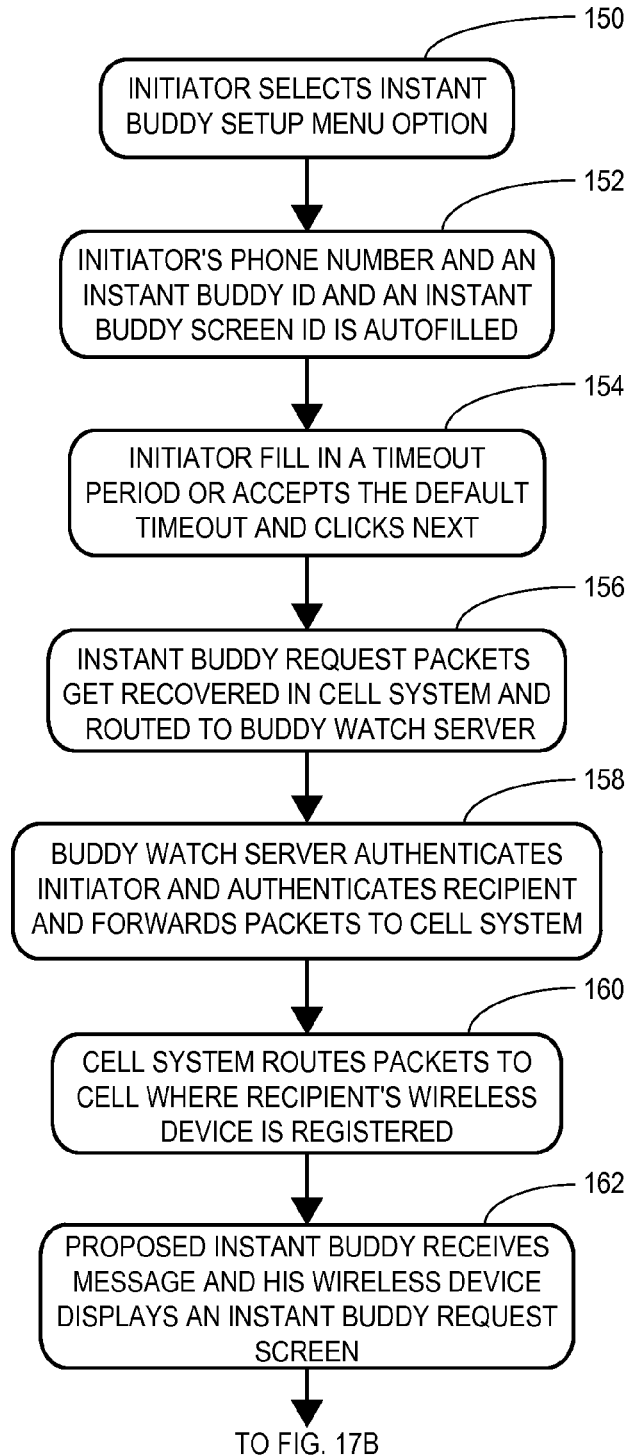 150
INITIATOR SELECTS INSTANT
BUDDY SETUP MENU OPTION
152
INITIATOR'S PHONE NUMBER AND AN
INSTANT BUDDY ID AND AN INSTANT
BUDDY SCREEN ID IS AUTOFILLED
154
INITIATOR FILL IN A TIMEOUT
PERIOD OR ACCEPTS THE DEFAULT
TIMEOUT AND CLICKS NEXT
156
INSTANT BUDDY REQUEST PACKETS
GET RECOVERED IN CELL SYSTEM AND
ROUTED TO BUDDY WATCH SERVER
158
BUDDY WATCH SERVER AUTHENTICATES
INITIATOR AND AUTHENTICATES RECIPIENT
AND FORWARDS PACKETS TO CELL SYSTEM
160
CELL SYSTEM ROUTES PACKETS TO
CELL WHERE RECIPIENT'S WIRELESS
DEVICE IS REGISTERED
162
PROPOSED INSTANT BUDDY RECEIVES
MESSAGE AND HIS WIRELESS DEVICE
DISPLAYS AN INSTANT BUDDY REQUEST
SCREEN
TO FIG. 17B